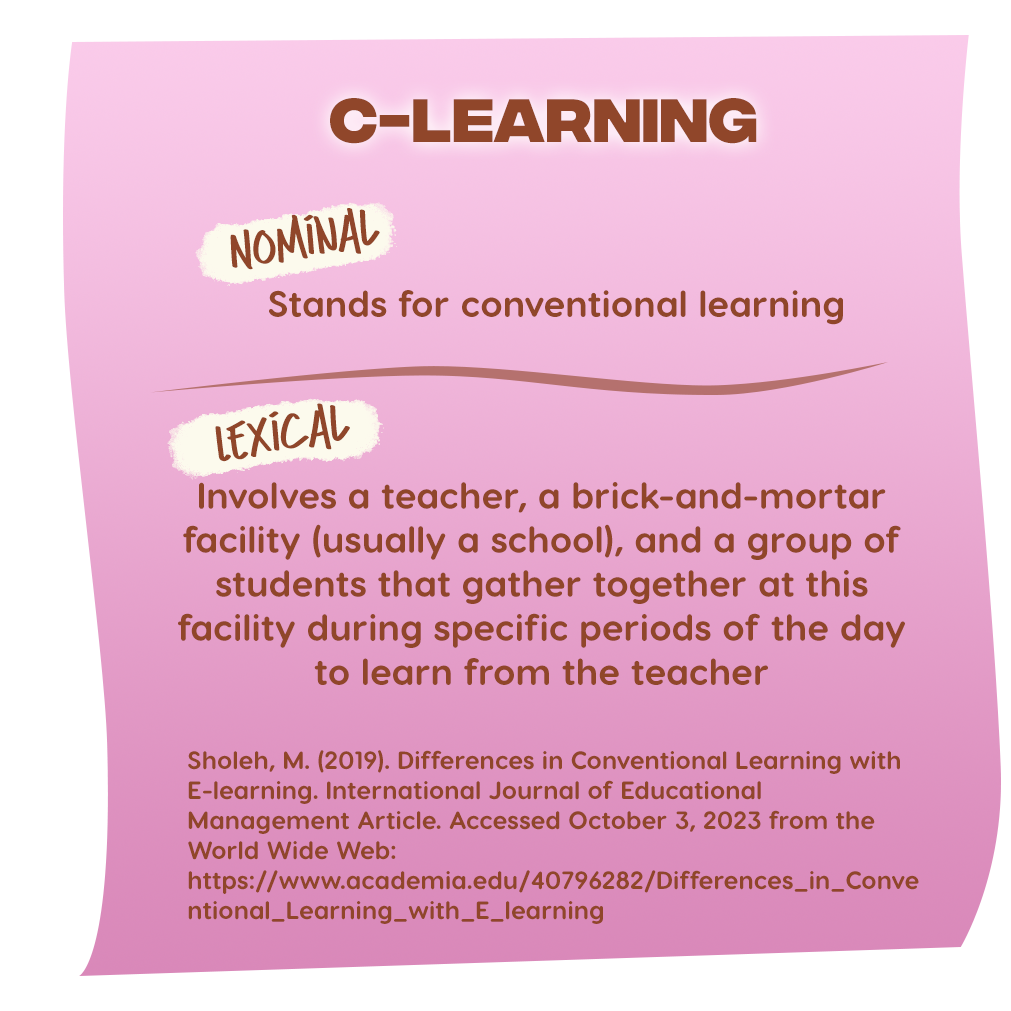 C-LEARNING
NOMINAL
Stands for conventional learning
LEXICAL
Involves a teacher, a brick-and-mortar
facility (usually a school), and a group of
students that gather together at this
facility during specific periods of the day
to learn from the teacher
Sholeh, M. (2019). Differences in Conventional Learning with
E-learning. International Journal of Educational
Management Article. Accessed October 3, 2023 from the
World Wide Web:
https://www.academia.edu/40796282/Differences_in_Conve
ntional_Learning_with_E_learning